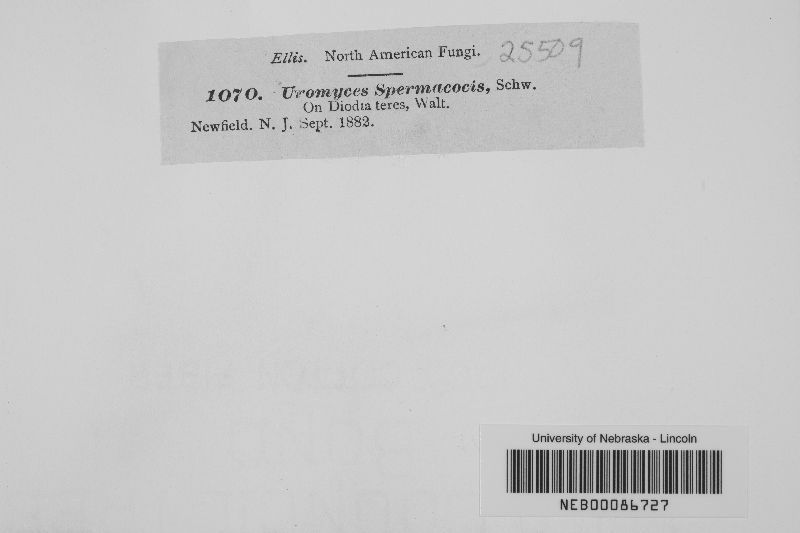 Ellis. North American Fungi. 25509
1070. Uromyces Spermacocis, Schw.
On Diodia teres, Walt.
Newfield. N. J. Sept. 1882.
University of Nebraska - Lincoln
NEB00086727